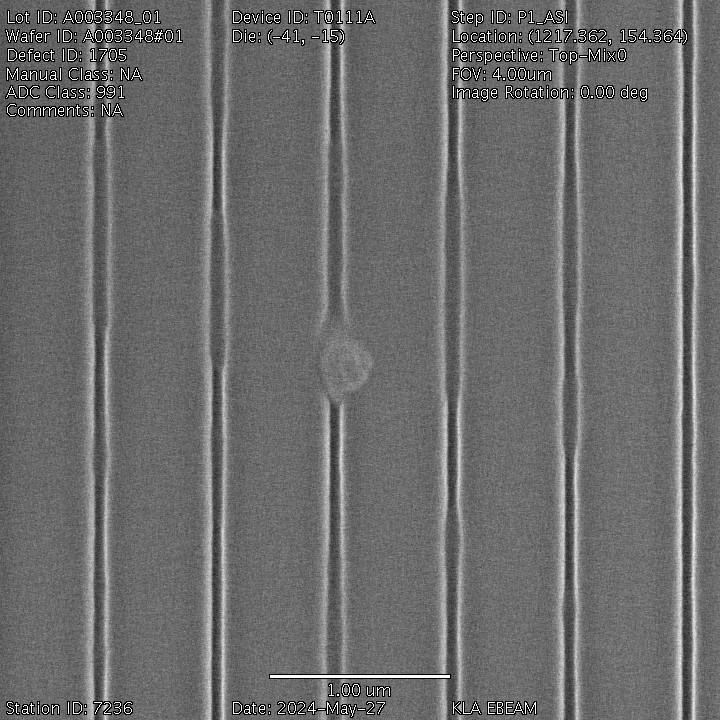 Lot ID: A003348_01
Wafer ID: A003348#01
Defect ID: 1705
Manual Class: NA
ADC Class: 991
Comments: NA
Device ID: T0111A
Die: (-41, -15)
Step ID: P1_ASI
Location: (1217.362, 154.364)
Perspective: Top-Mix0
FOV: 4.00um
Image Rotation: 0.00 deg
1.00 um
Station ID: 7236
Date: 2024-May-27
KLA EBEAM